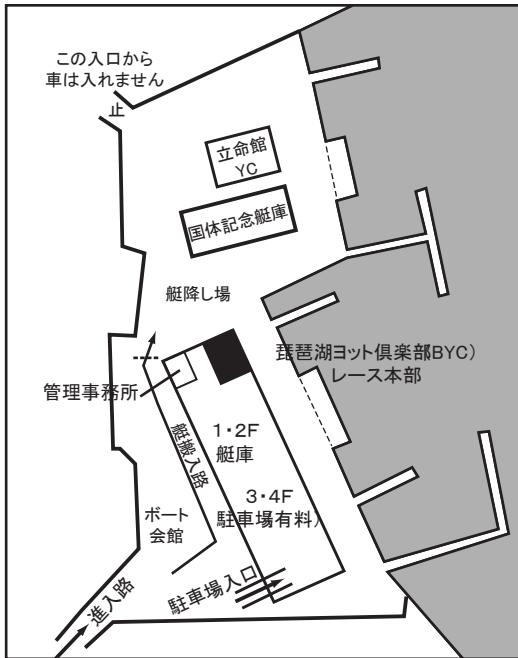 この入口から
車は入れません
止
立命館
YC
国体記念艇庫
艇降し場
琵琶湖ヨット倶楽部BYC）
レース本部
管理事務所
艇搬入路
1・2F
艇庫
3・4F
駐車場有料）
ボート
会館
駐車場入口
進入路